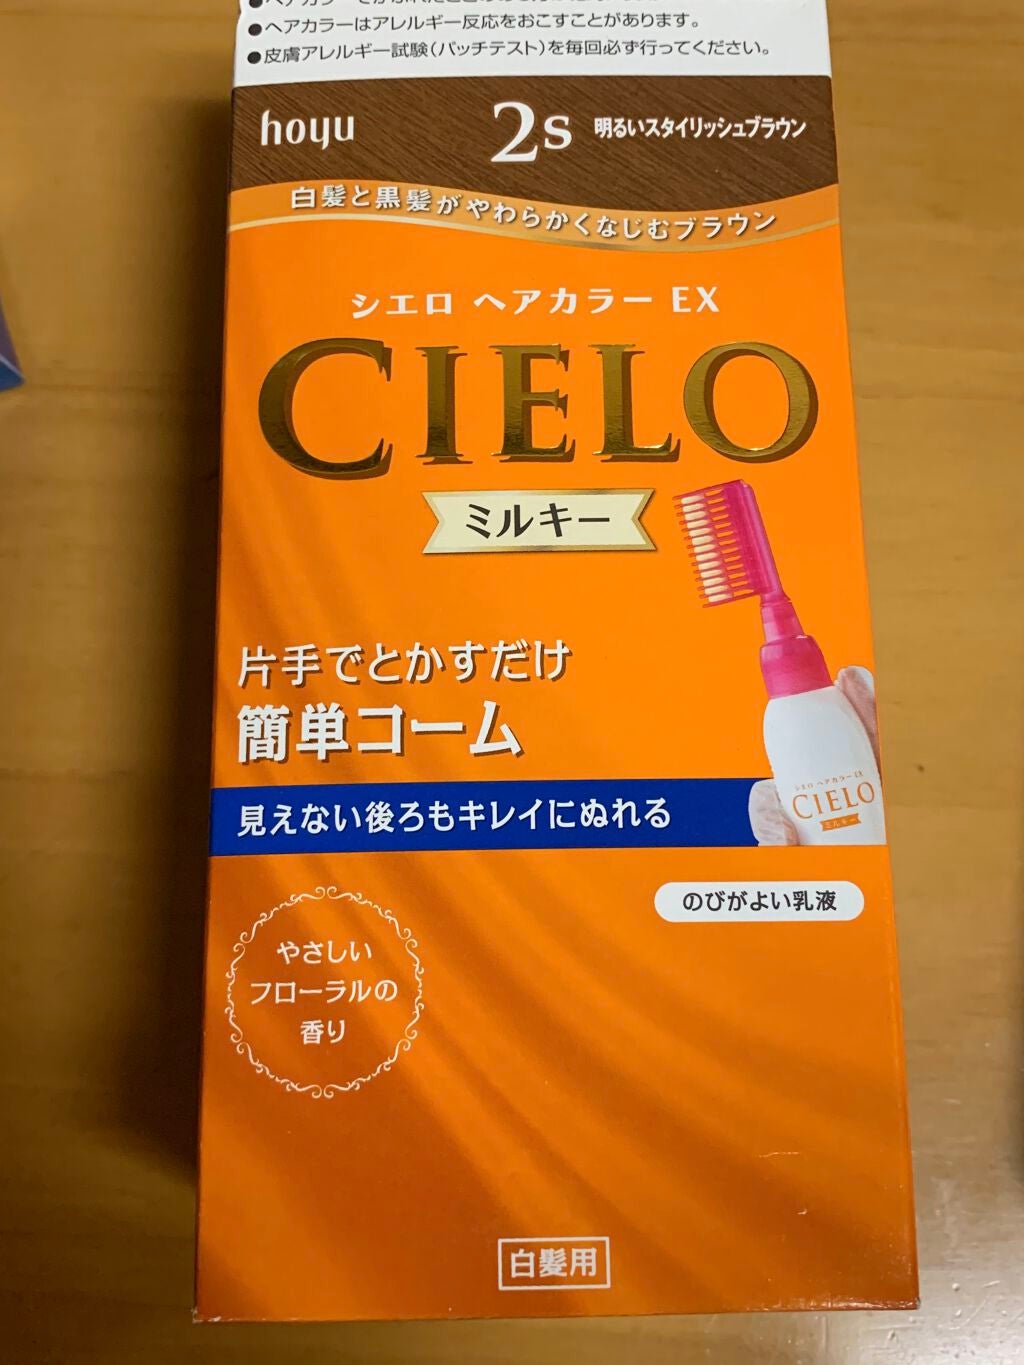 ●ヘアカラーはアレルギー反応をおこすことがあります。
●皮膚アレルギー試験(パッチテスト)を毎回必ず行ってください。
hoyu 2S 明るいスタイリッシュブラウン
白髪と黒髪がやわらかくなじむブラウン
シエロ ヘアカラー EX
CIELO
ミルキー
片手でとかすだけ
簡単コーム
見えない後ろもキレイにぬれる
シエロ ヘアカラー EX
CIELO
ミルキー
のびがよい乳液
やさしい
フローラルの
香り
白髪用